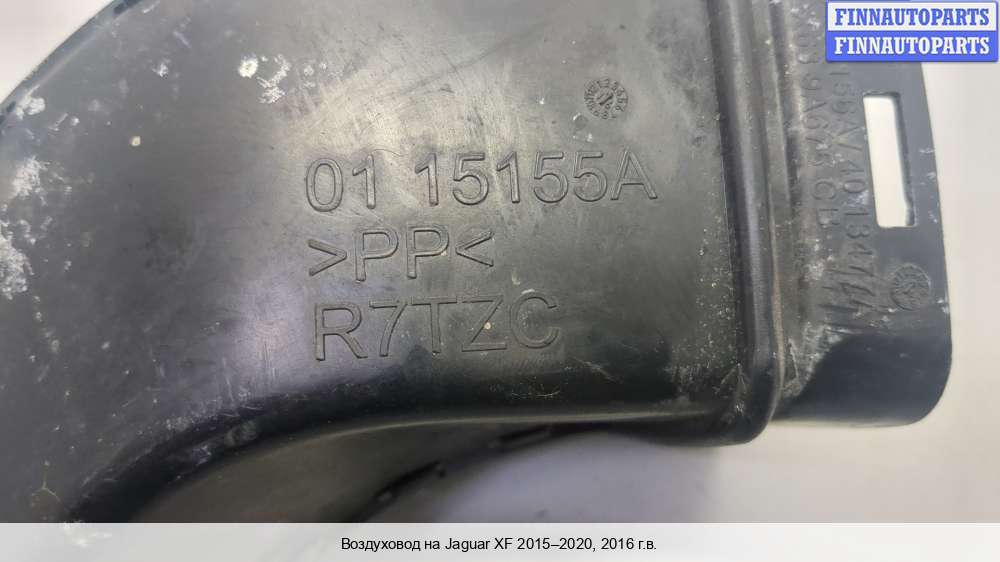 FINNAUTOPARTS
FINNAUTOPARTS
01 15155A
>PP<
R7TZC
Воздуховод на Jaguar XF 2015–2020, 2016 г.в.